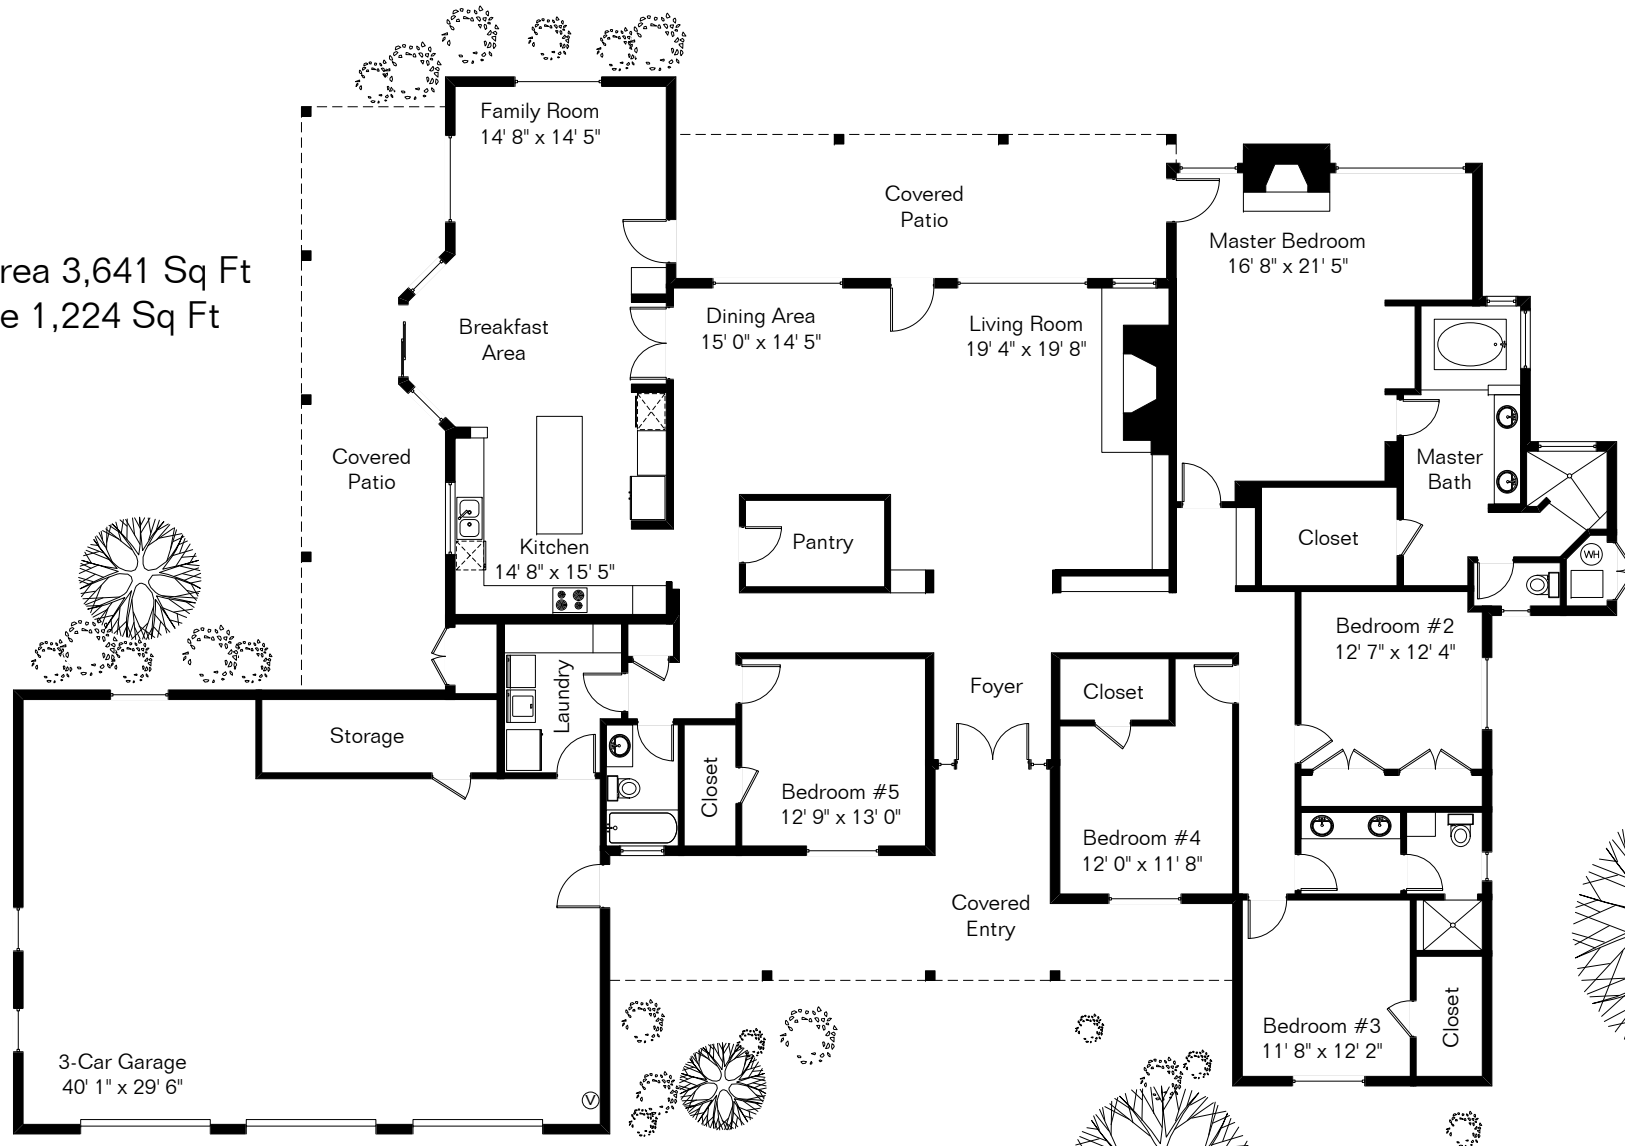 rea 3,641 Sq Ft
e 1,224 Sq Ft
Family Room
14' 8" x 14' 5"
Covered
Patio
Master Bedroom
16' 8" x 21' 5"
Breakfast
Area
Dining Area
15' 0" x 14' 5"
Living Room
19' 4" x 19' 8"
Covered
Patio
Master
Bath
Kitchen
14' 8" x 15' 5"
Pantry
Closet
WH
Bedroom #2
12' 7" x 12' 4"
Laundry
Foyer
Closet
Storage
Closet
Bedroom #5
12' 9" x 13' 0"
Bedroom #4
12' 0" x 11' 8"
Covered
Entry
Bedroom #3
11' 8" x 12' 2"
Closet
3-Car Garage
40' 1" x 29' 6"
V